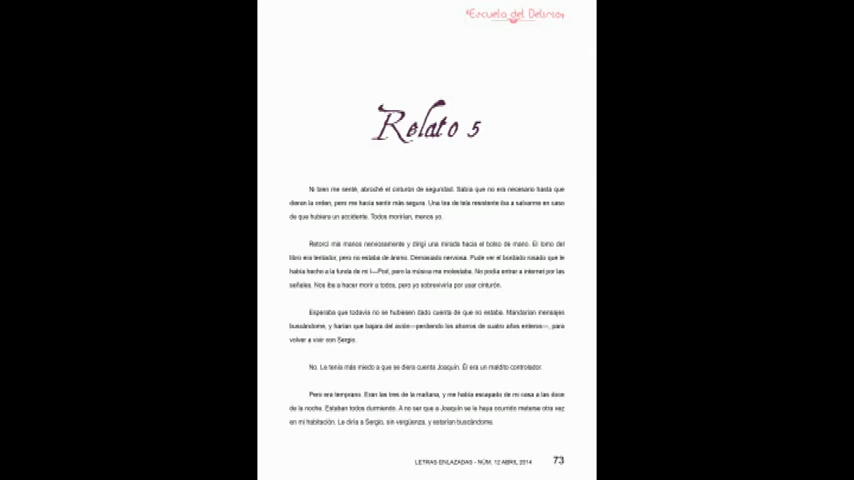 Escuela del Delirio
Relato 5
Ni bien me senté, abroché el cinturón de seguridad. Sabía que no era necesario hasta que
dieran la orden, pero me hacía sentir más segura. Una tira de tela resistente iba a salvarme en caso
de que hubiera un accidente. Todos morirían, menos yo.
Retorcí mis manos nerviosamente y dirigí una mirada hacia el bolso de mano. El lomo del
libro era tentador, pero no estaba de ánimo. Demasiado nerviosa. Pude ver el bordado rosado que le
había hecho a la funda de mi I—Pod, pero la música me molestaba. No podía entrar a internet por las
señales. Nos iba a hacer morir a todos, pero yo sobreviviría por usar cinturón.
Esperaba que todavía no se hubiesen dado cuenta de que no estaba. Mandarían mensajes
buscándome, y harían que bajara del avión—perdiendo los ahorros de cuatro años enteros—, para
volver a vivir con Sergio.
No. Le tenía más miedo a que se diera cuenta Joaquín. Él era un maldito controlador.
Pero era temprano. Eran las tres de la mañana, y me había escapado de mi casa a las doce
de la noche. Estaban todos durmiendo. A no ser que a Joaquín se le haya ocurrido meterse otra vez
en mi habitación. Le diría a Sergio, sin vergüenza, y estarían buscándome.
LETRAS ENLAZADAS - NÚM. 12 ABRIL 2014 73